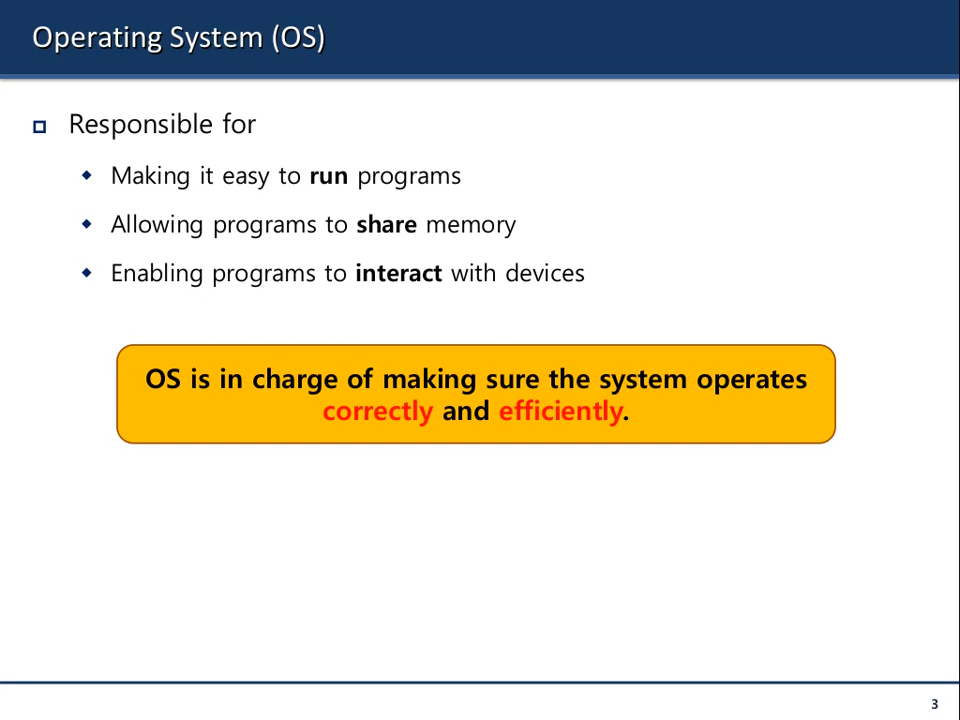 Operating System (OS)
Responsible for
Making it easy to run programs
Allowing programs to share memory
Enabling programs to interact with devices
OS is in charge of making sure the system operates
correctly and efficiently.
3